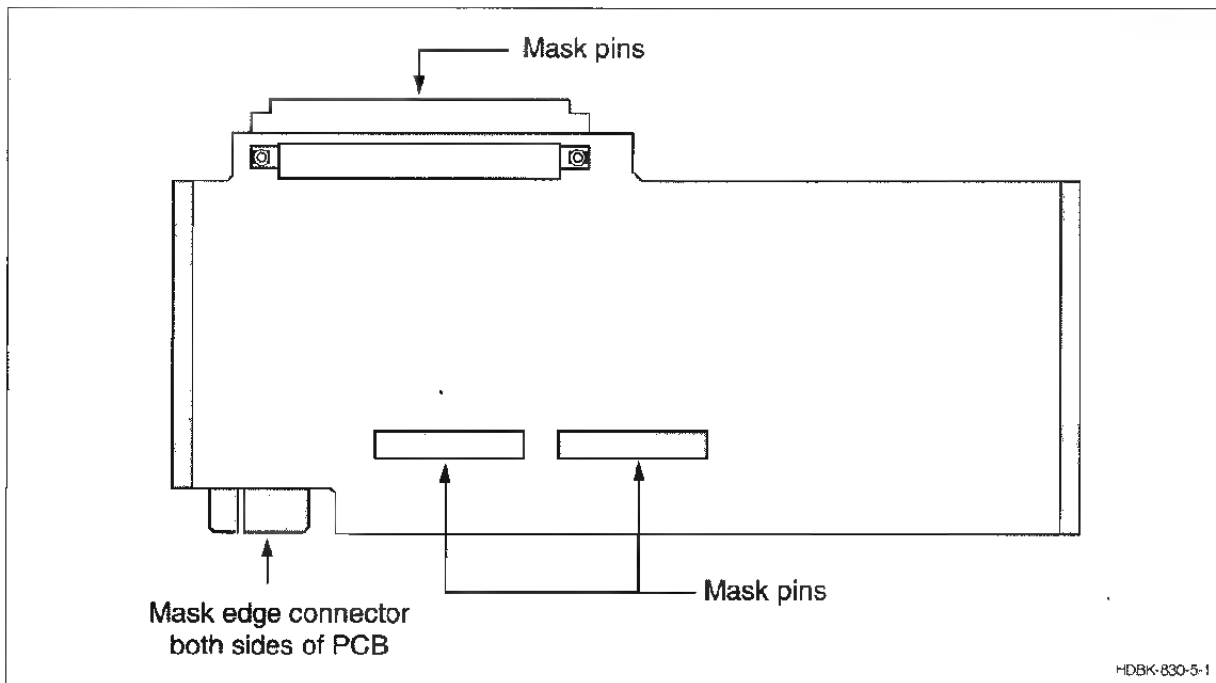 Mask pins
Mask pins
Mask edge connector
both sides of PCB
HDBK-830-5-1